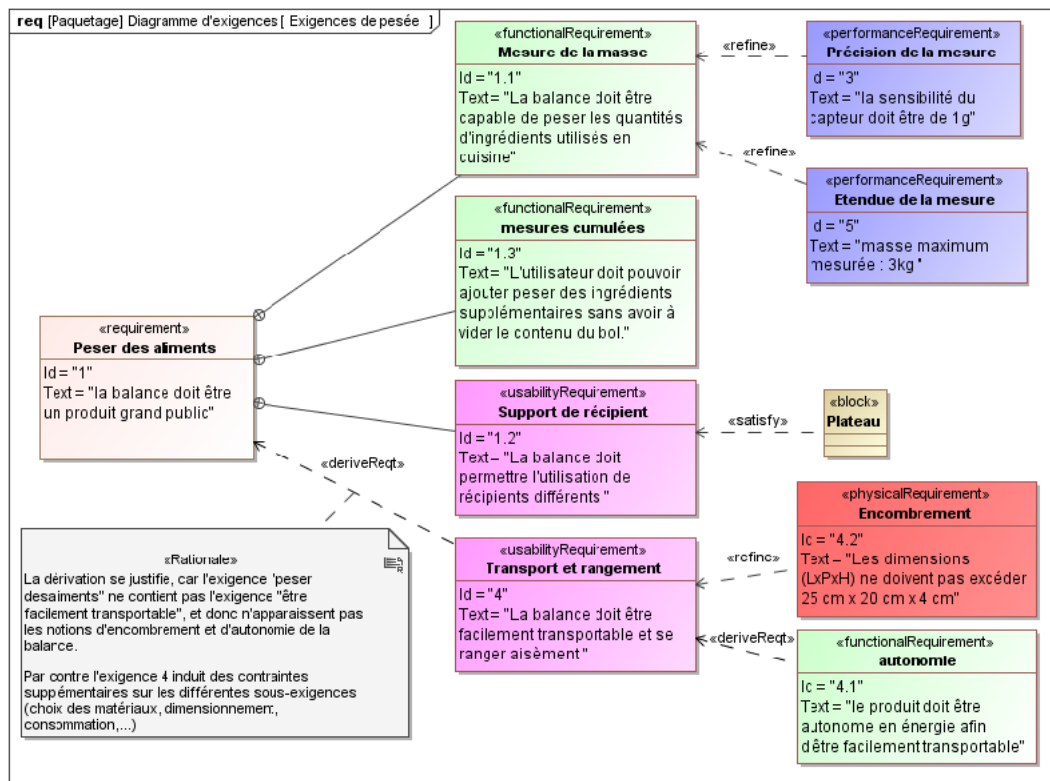 req [Paquetage] Diagramme d'exigences [ Exigences de pesée ]
«functionalRequirement»
Mesure de la masse
Id = "1.1"
Text= "La balance doit être
capable de peser les quantités
d'ingrédients utilisés en
cuisine"
«refine»
«performanceRequirement»
Précision de la mesure
Id = "3"
Text= "la sensibilité du
capteur doit être de 1g"
«refine»
«performanceRequirement»
Etendue de la mesure
Id = "5"
Text= "masse maximum
mesurée : 3kg "
«functionalRequirement»
mesures cumulées
Id = "1.3"
Text= "L'utilisateur doit pouvoir
ajouter peser des ingrédients
supplémentaires sans avoir à
vider le contenu du bol."
«requirement»
Peser des aliments
Id = "1"
Text = "la balance doit être
un produit grand public"
«usabilityRequirement»
Support de récipient
Id = "1.2"
Text= "La balance doit
permettre l'utilisation de
récipients différents "
«satisfy»
«block»
Plateau
«deriveReqt»
«usabilityRequirement»
Transport et rangement
Id = "4"
Text= "La balance doit être
facilement transportable et se
ranger aisèment "
«refine»
«physicalRequirement»
Encombrement
Id = "4.2"
Text = "Les dimensions
(LxPxH) ne doivent pas excéder
25 cm x 20 cm x 4 cm"
«deriveReqt»
«functionalRequirement»
autonomie
Id = "4.1"
Text = "le produit doit être
autonome en énergie afin
d'être facilement transportable"
«Rationale»
La dérivation se justifie, car l'exigence 'peser
desaiments" ne contient pas l'exigence "être
facilement transportable", et donc n'apparaissent pas
les notions d'encombrement et d'autonomie de la
balance.
Par contre l'exigence 4 induit des contraintes
suppémentaires sur les différentes sous-exigences
(choix des matériaux, dimensionnement,
consommation,...)